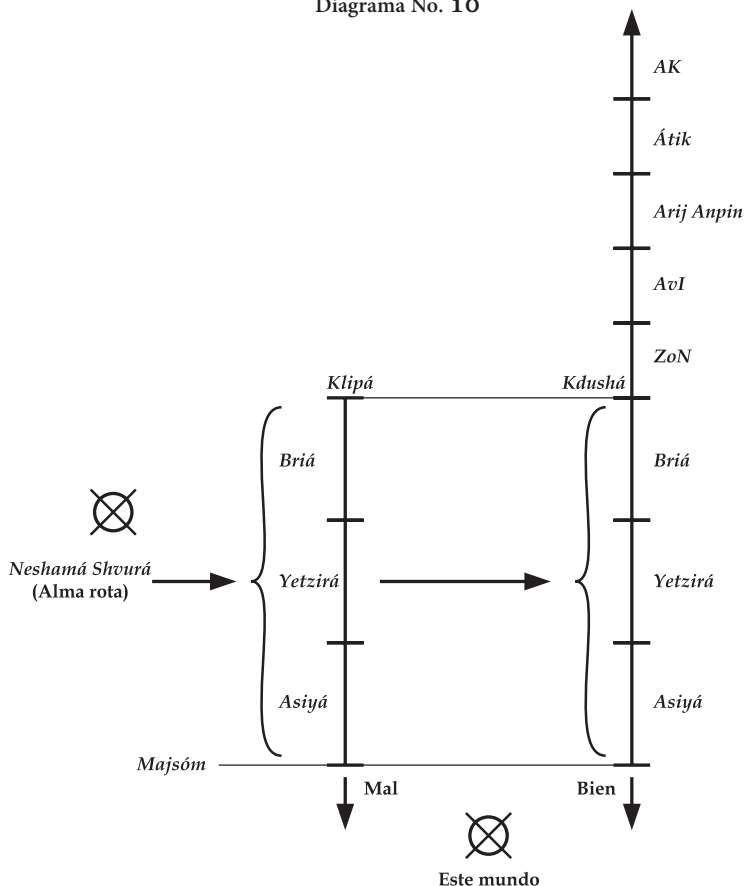 Diagrama No. 10
AK
Átik
Arij Anpin
AvI
ZoN
Klipá
Kdushá
Briá
Briá
Neshamá Shvurá
(Alma rota)
Yetzirá
Yetzirá
Asiyá
Asiyá
Majsóm
Mal
Bien
Este mundo